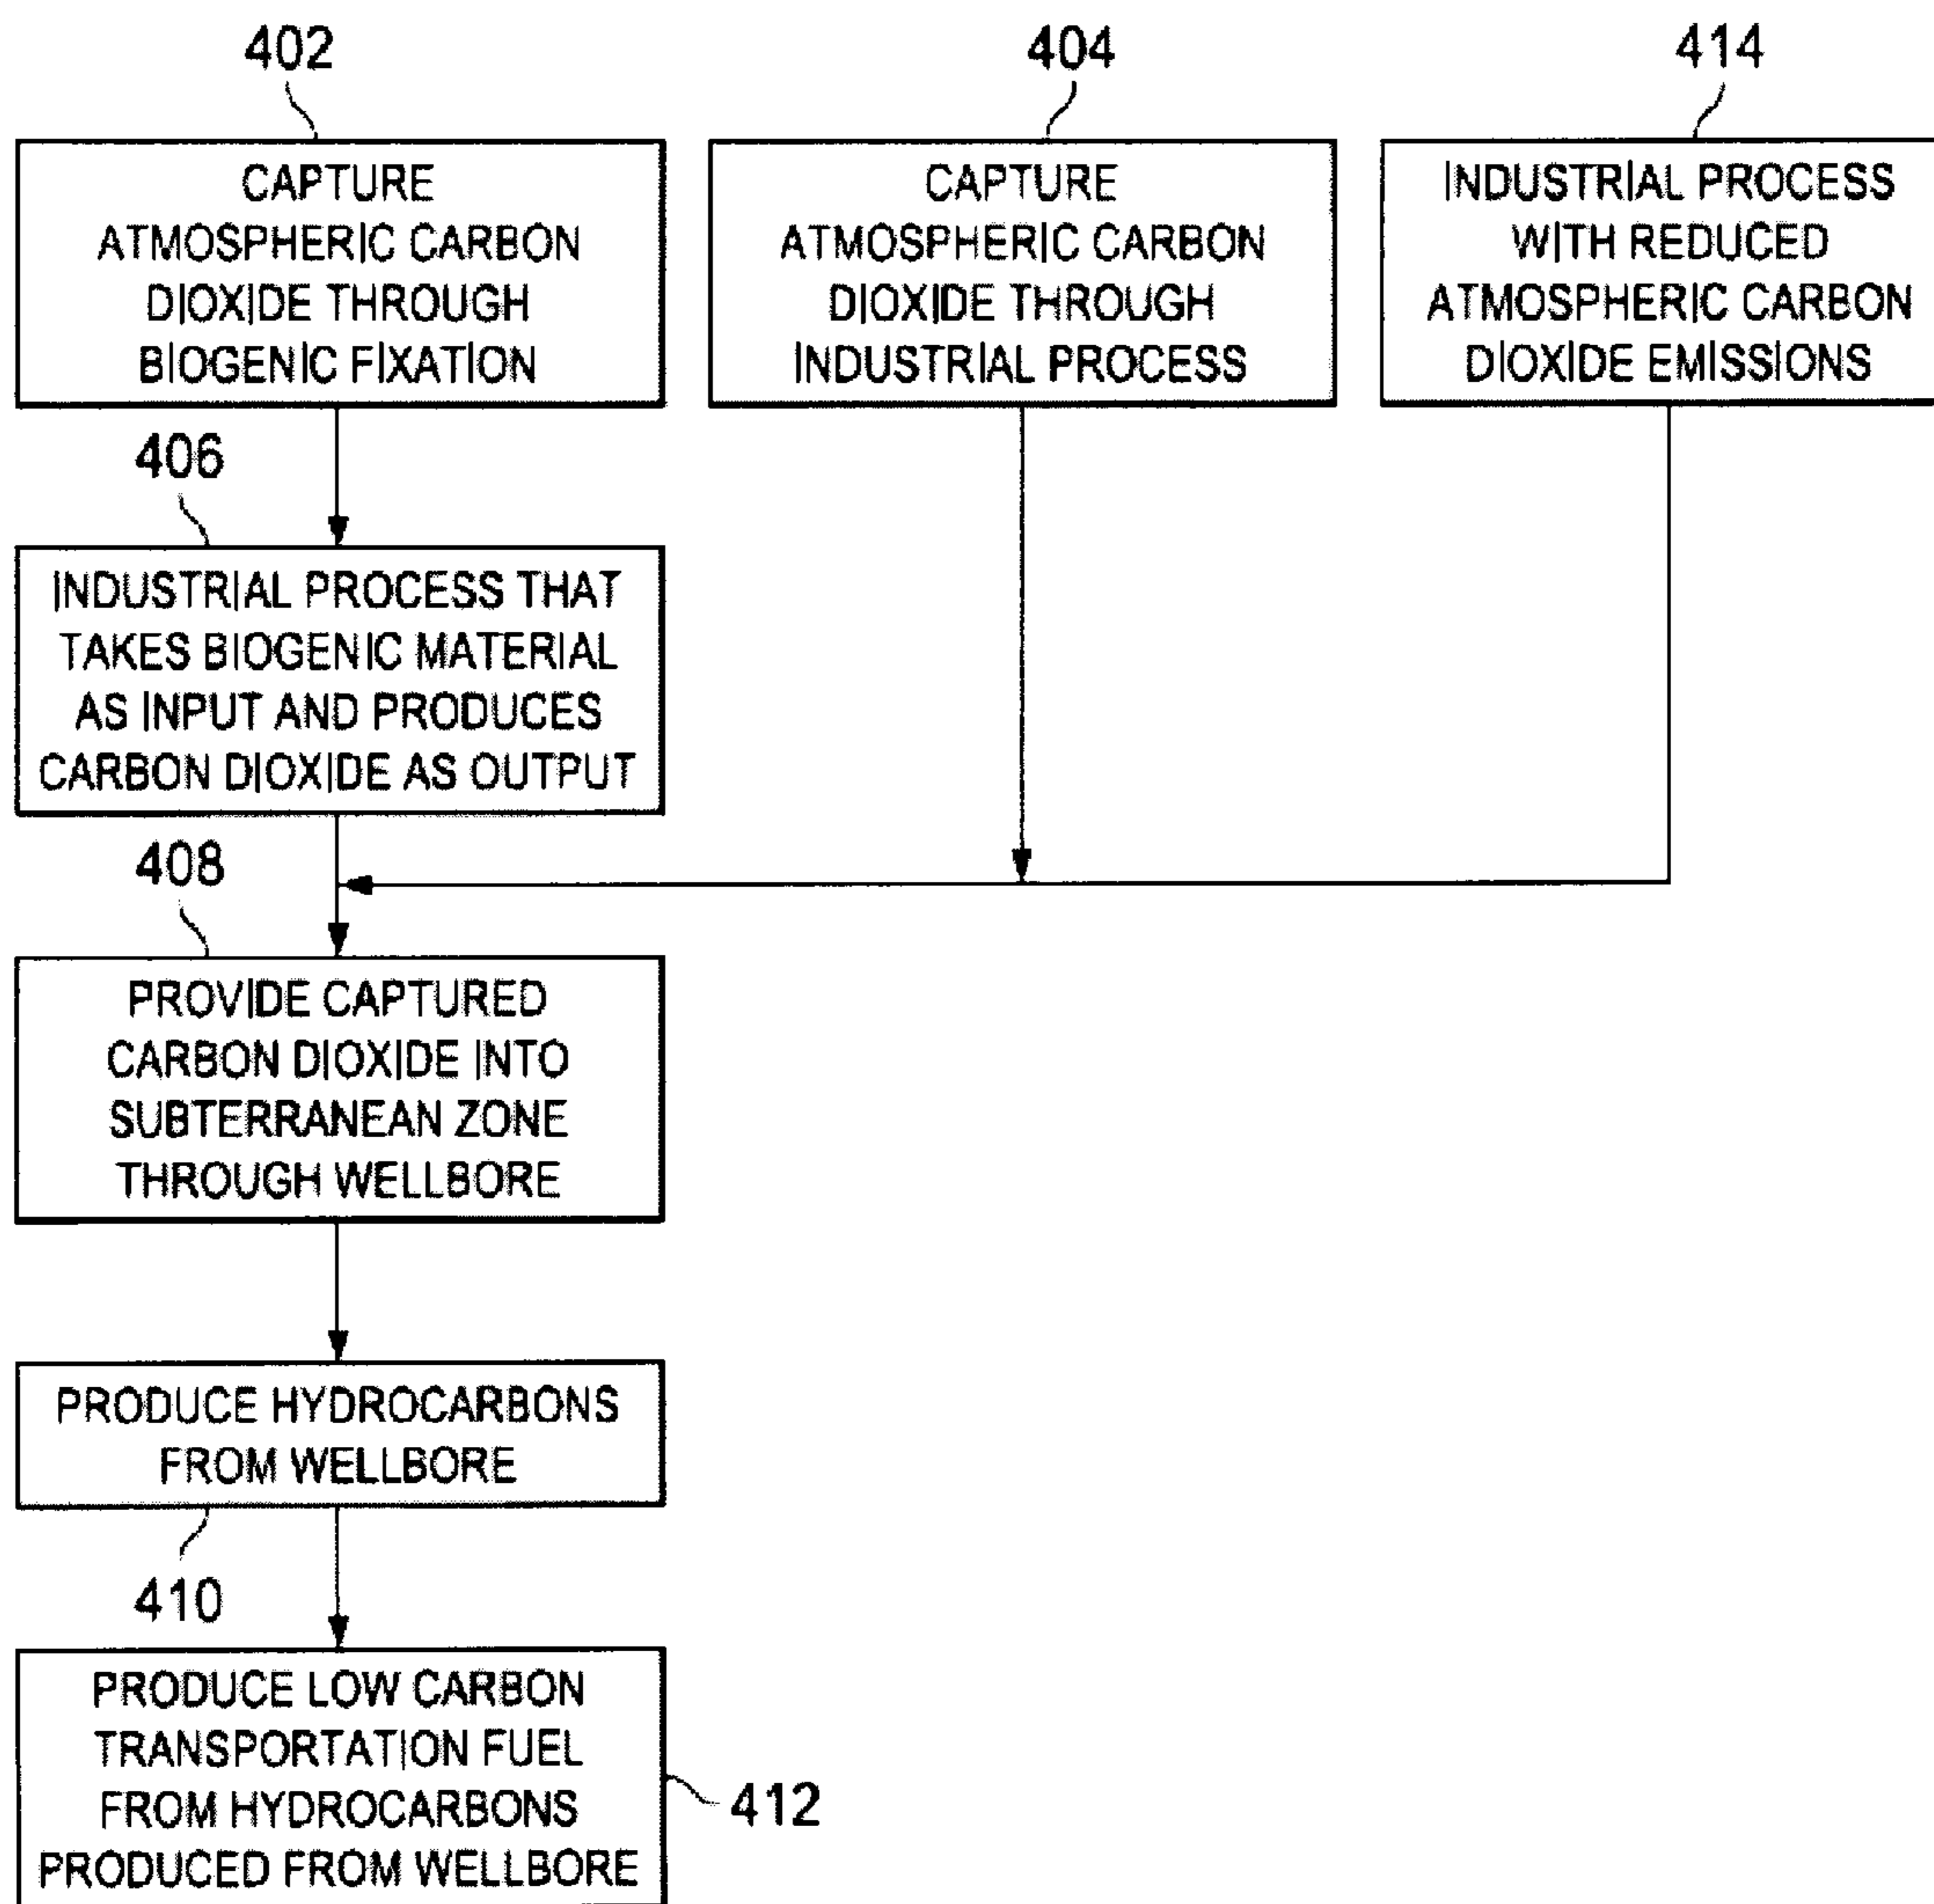 402
404
414
CAPTURE
ATMOSPHERIC CARBON
DIOXIDE THROUGH
BIOGENIC FIXATION
CAPTURE
ATMOSPHERIC CARBON
DIOXIDE THROUGH
INDUSTRIAL PROCESS
INDUSTRIAL PROCESS
WITH REDUCED
ATMOSPHERIC CARBON
DIOXIDE EMISSIONS
406
INDUSTRIAL PROCESS THAT
TAKES BIOGENIC MATERIAL
AS INPUT AND PRODUCES
CARBON DIOXIDE AS OUTPUT
408
PROVIDE CAPTURED
CARBON DIOXIDE INTO
SUBTERRANEAN ZONE
THROUGH WELLBORE
PRODUCE HYDROCARBONS
FROM WELLBORE
410
PRODUCE LOW CARBON
TRANSPORTATION FUEL
FROM HYDROCARBONS
PRODUCED FROM WELLBORE
412